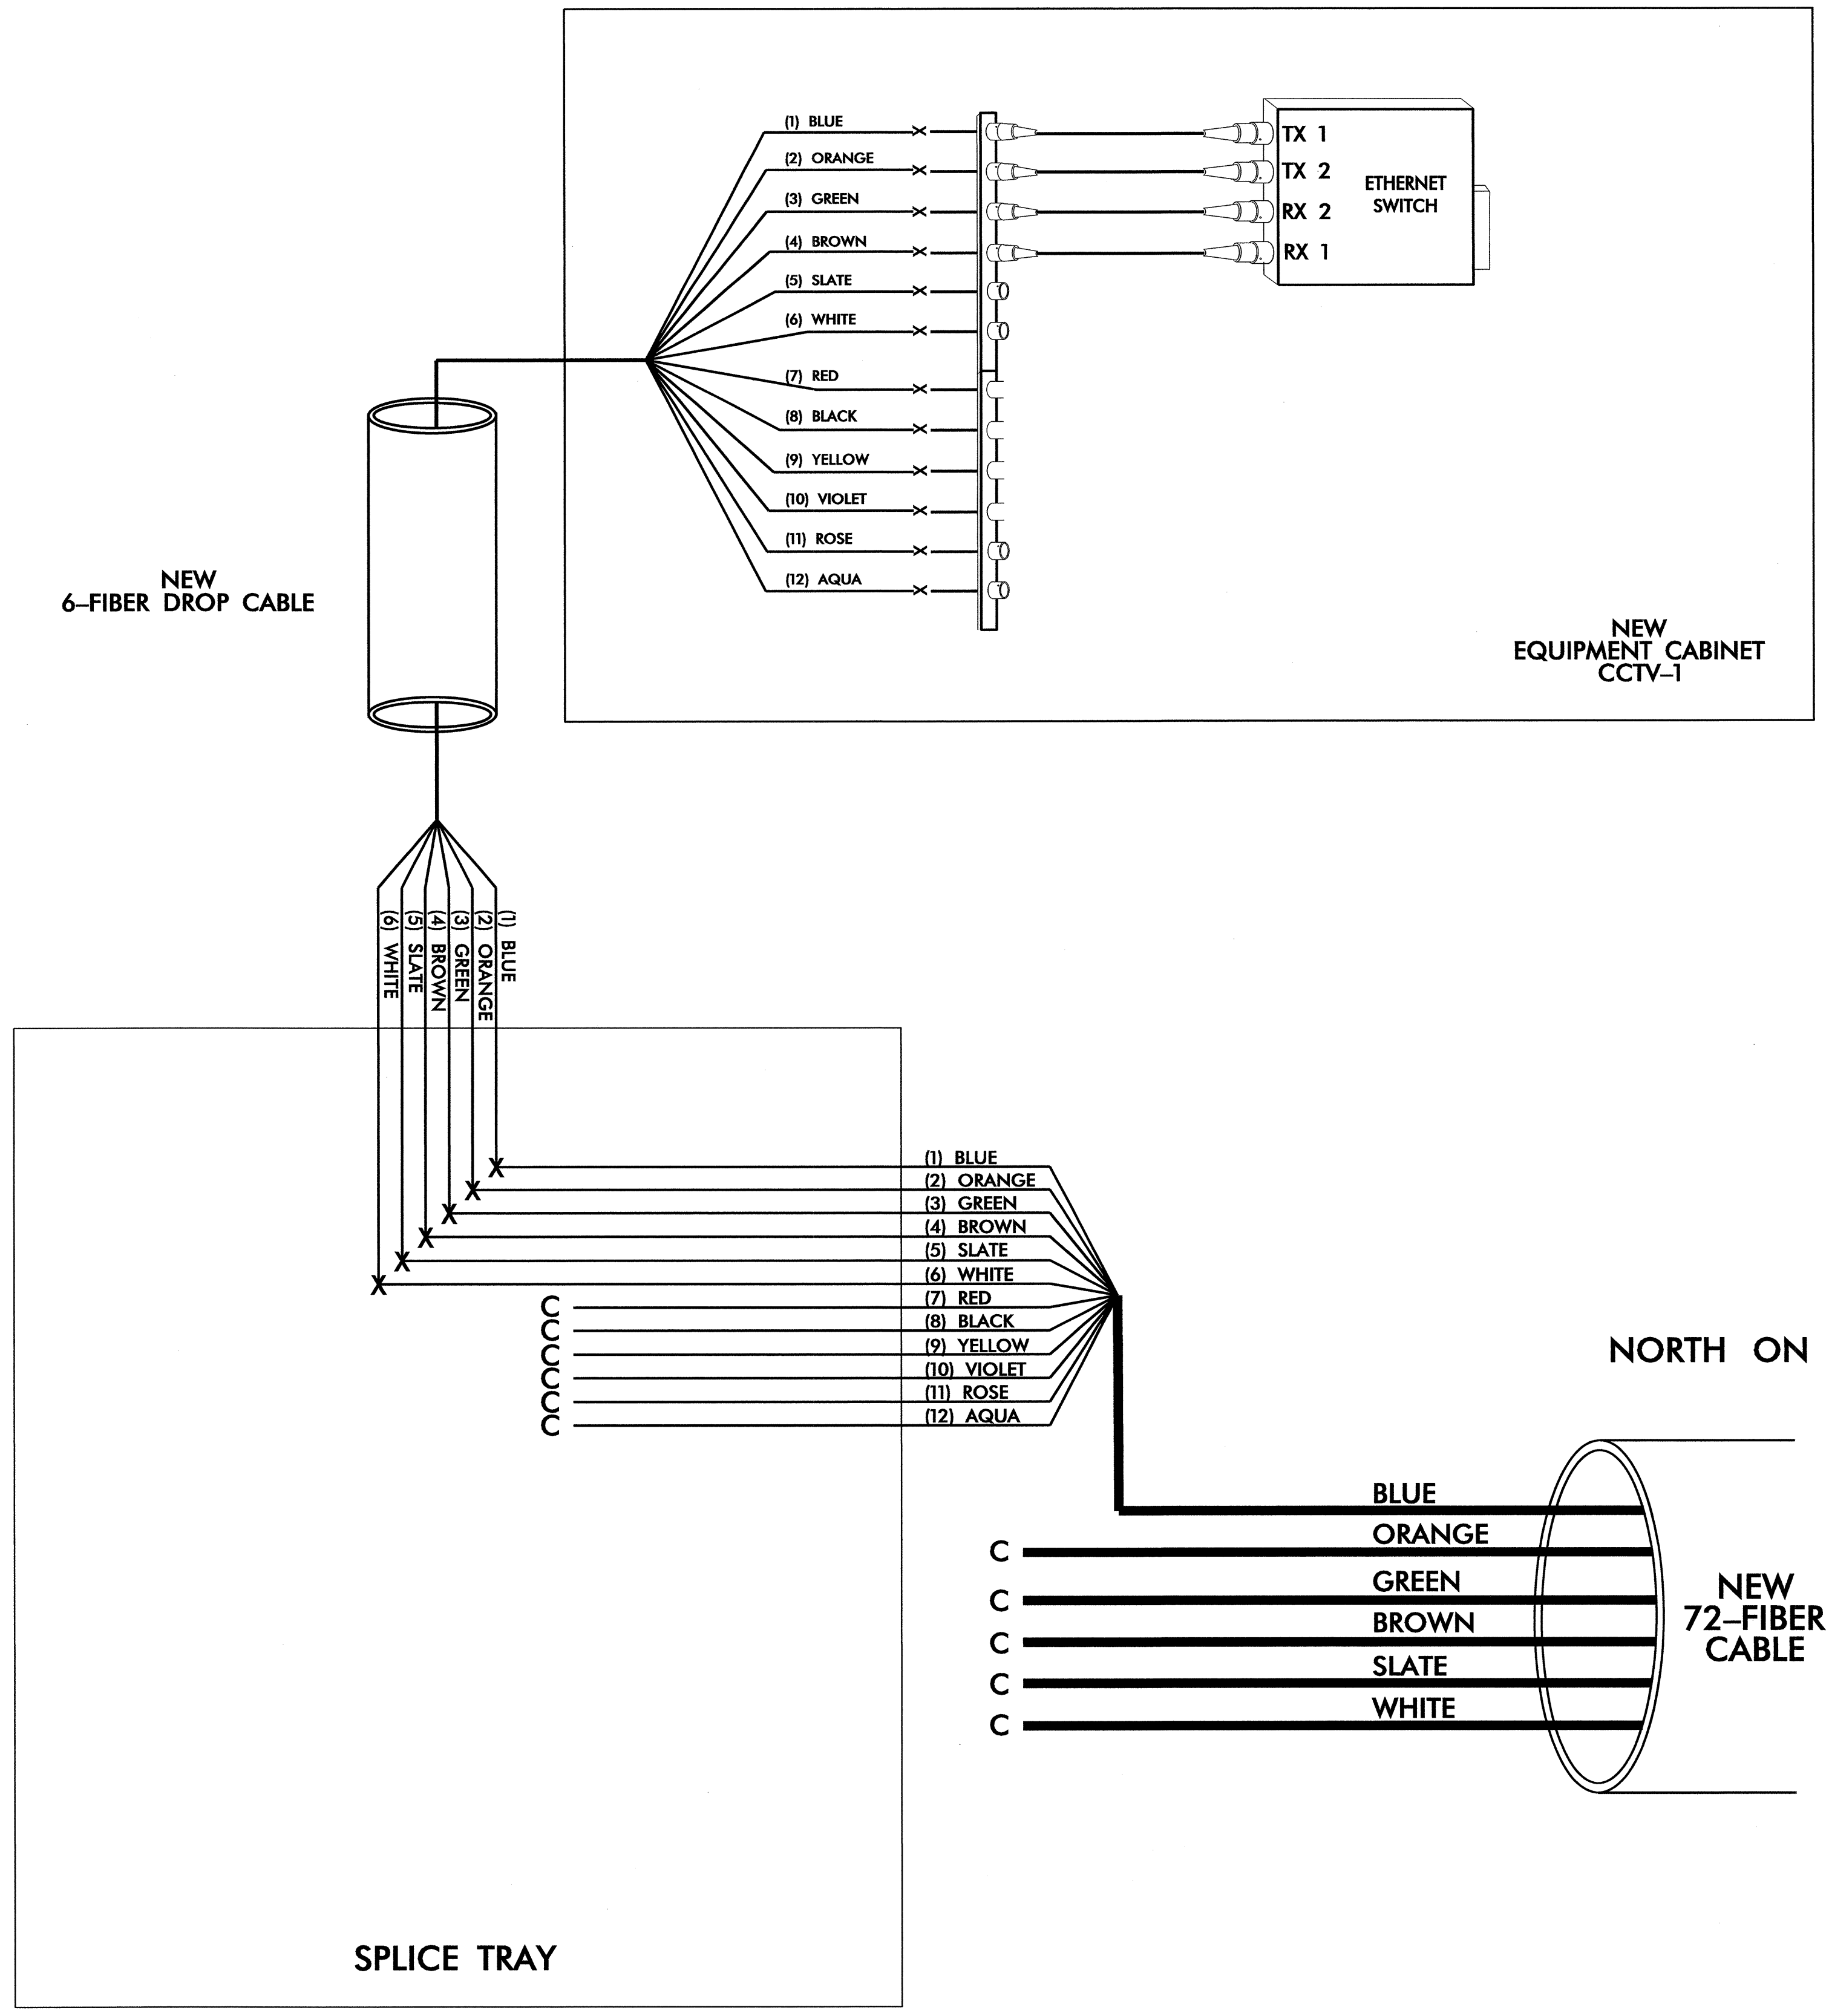 (1) BLUE
(2) ORANGE
(3) GREEN
(4) BROWN
(5) SLATE
(6) WHITE
(7) RED
(8) BLACK
(9) YELLOW
(10) VIOLET
(11) ROSE
(12) AQUA
TX 1
TX 2
RX 2
RX 1
ETHERNET
SWITCH
NEW
EQUIPMENT CABINET
CCTV–1
NEW
6–FIBER DROP CABLE
(1) BLUE
(2) ORANGE
(3) GREEN
(4) BROWN
(5) SLATE
(6) WHITE
X
X
X
X
X
X
(1) BLUE
(2) ORANGE
(3) GREEN
(4) BROWN
(5) SLATE
(6) WHITE
C (7) RED
C (8) BLACK
C (9) YELLOW
C (10) VIOLET
C (11) ROSE
C (12) AQUA
NORTH ON
BLUE
C ORANGE
C GREEN
C BROWN
C SLATE
C WHITE
NEW
72–FIBER
CABLE
SPLICE TRAY